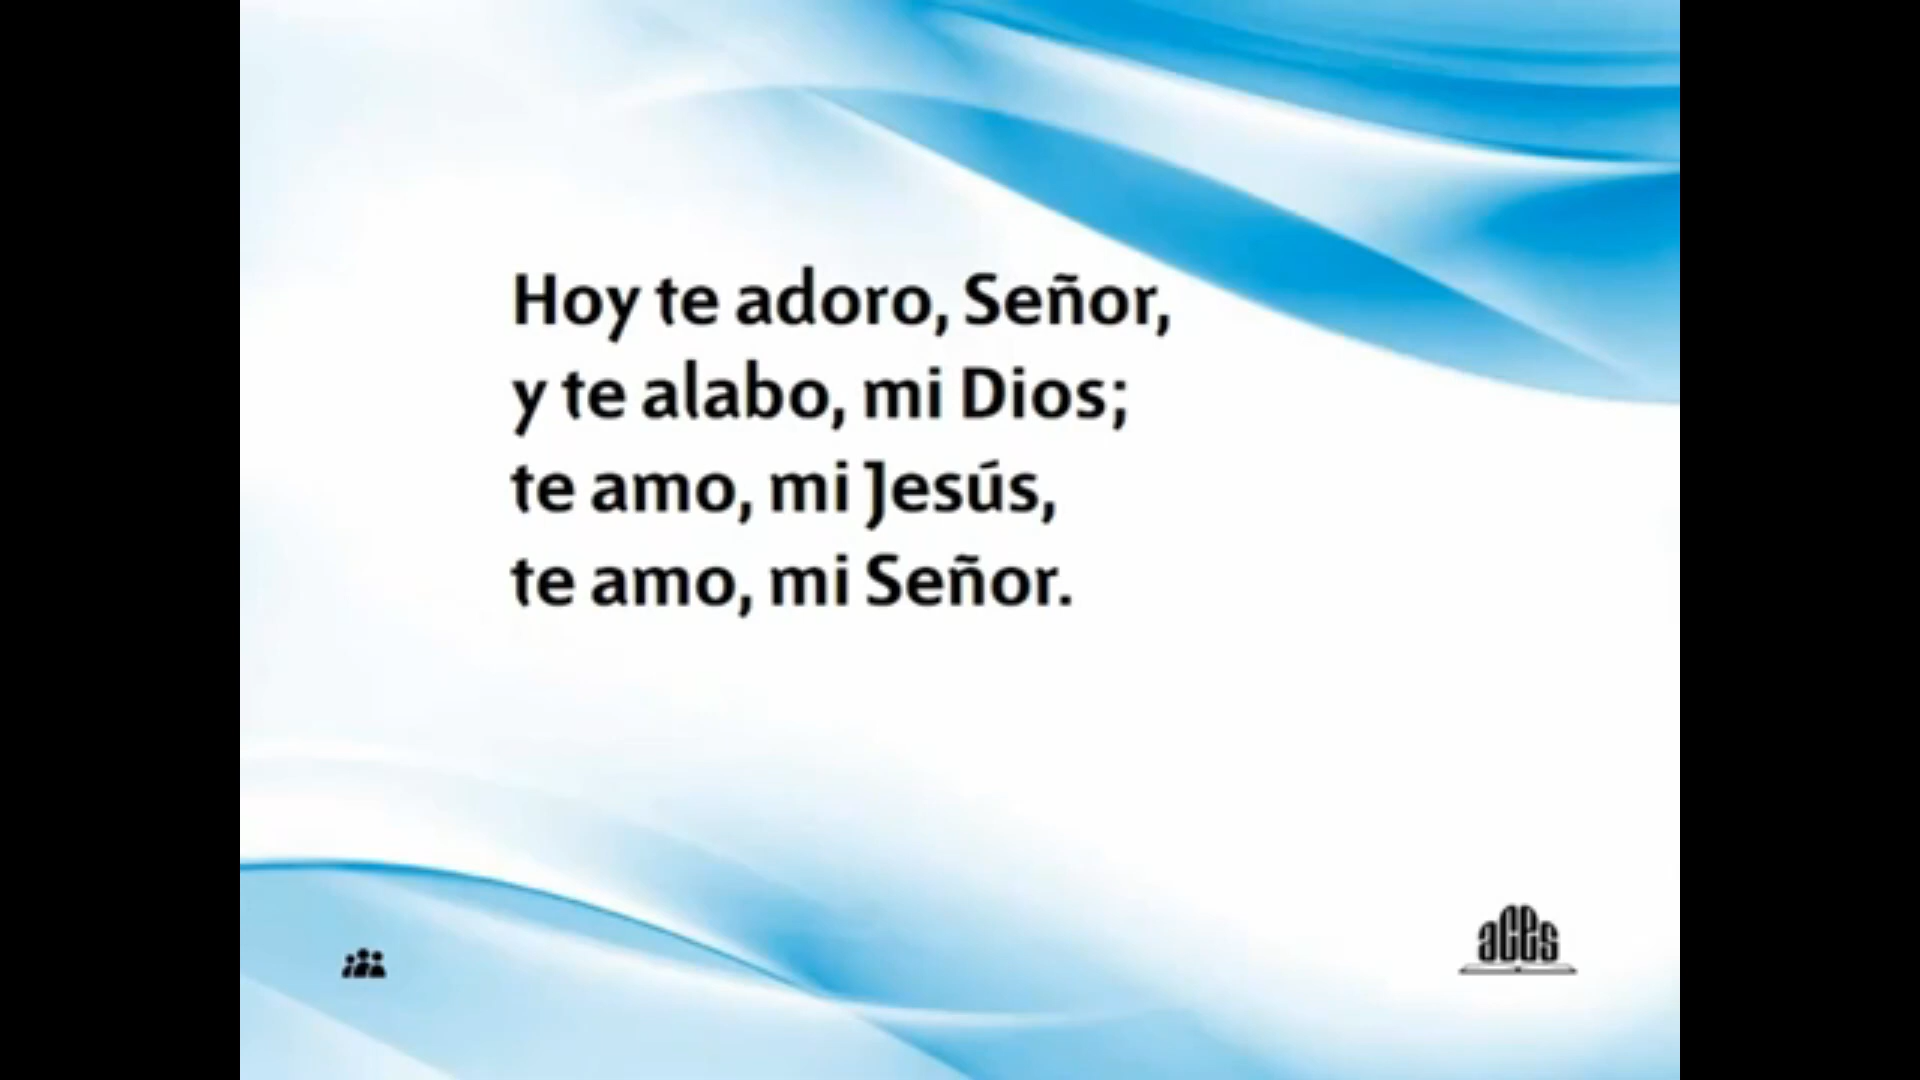 Hoy te adoro, Señor,
y te alabo, mi Dios;
te amo, mi Jesús,
te amo, mi Señor.
aces